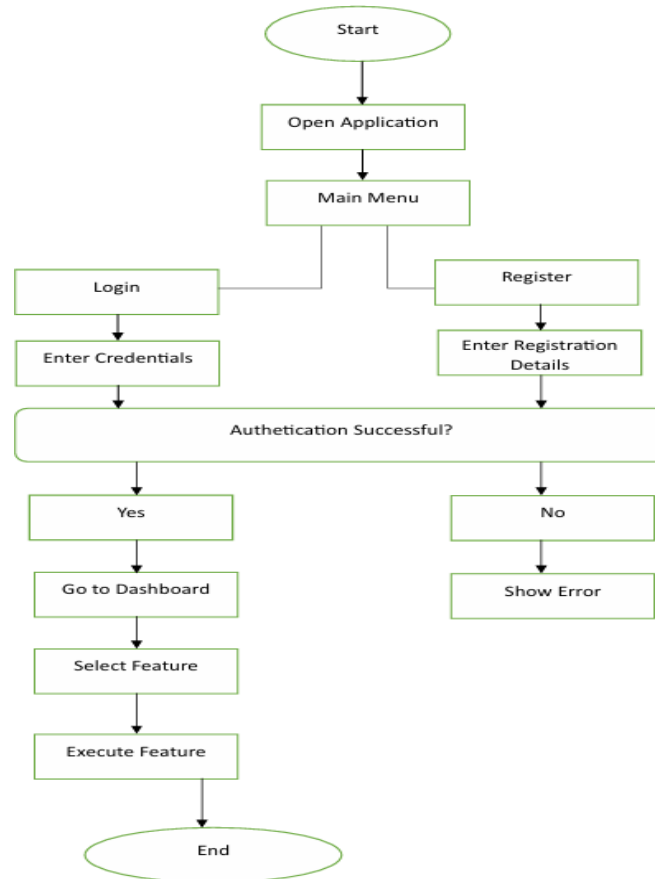 Start
Open Application
Main Menu
Login
Register
Enter Credentials
Enter Registration
Details
Authetication Successful?
Yes
No
Go to Dashboard
Show Error
Select Feature
Execute Feature
End